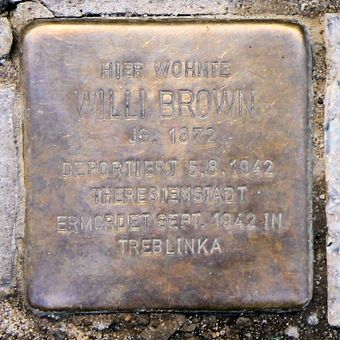 HIER WOHNTE
WILLI BROWN
JG. 1872
DEPORTIERT 5.8.1942
THERESIENSTADT
ERMORDET SEPT. 1942 IN
TREBLINKA